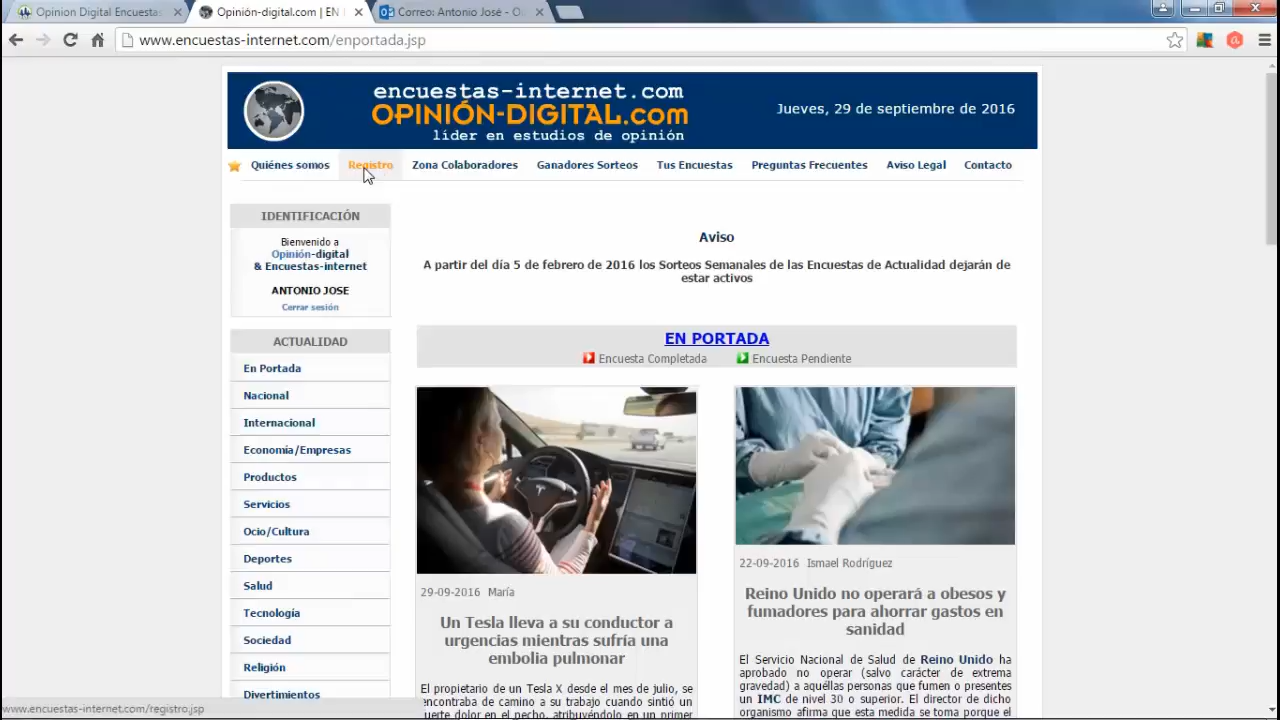 Opinion Digital Encuestas
Opinión-digital.com | EN
Correo: Antonio José - O
www.encuestas-internet.com/enportada.jsp
encuestas-internet.com
OPINIÓN-DIGITAL.com
líder en estudios de opinión
Jueves, 29 de septiembre de 2016
Quiénes somos
Registro
Zona Colaboradores
Ganadores Sorteos
Tus Encuestas
Preguntas Frecuentes
Aviso Legal
Contacto
IDENTIFICACIÓN
Bienvenido a
Opinión-digital
& Encuestas-internet
ANTONIO JOSE
Cerrar sesión
ACTUALIDAD
En Portada
Nacional
Internacional
Economía/Empresas
Productos
Servicios
Ocio/Cultura
Deportes
Salud
Tecnología
Sociedad
Religión
Divertimentos
Aviso
A partir del día 5 de febrero de 2016 los Sorteos Semanales de las Encuestas de Actualidad dejarán de
estar activos
EN PORTADA
Encuesta Completada
Encuesta Pendiente
29-09-2016 María
Un Tesla lleva a su conductor a
urgencias mientras sufría una
embolia pulmonar
El propietario de un Tesla X desde el mes de julio, se
encontraba de camino a su trabajo cuando sintió un
fuerte dolor en el pecho, atribuyéndolo en un primer
22-09-2016 Ismael Rodríguez
Reino Unido no operará a obesos y
fumadores para ahorrar gastos en
sanidad
El Servicio Nacional de Salud de Reino Unido ha
aprobado no operar (salvo carácter de extrema
gravedad) a aquéllas personas que fumen o presentes
un IMC de nivel 30 o superior. El director de dicho
organismo afirma que esta medida se toma porque el
www.encuestas-internet.com/registro.jsp